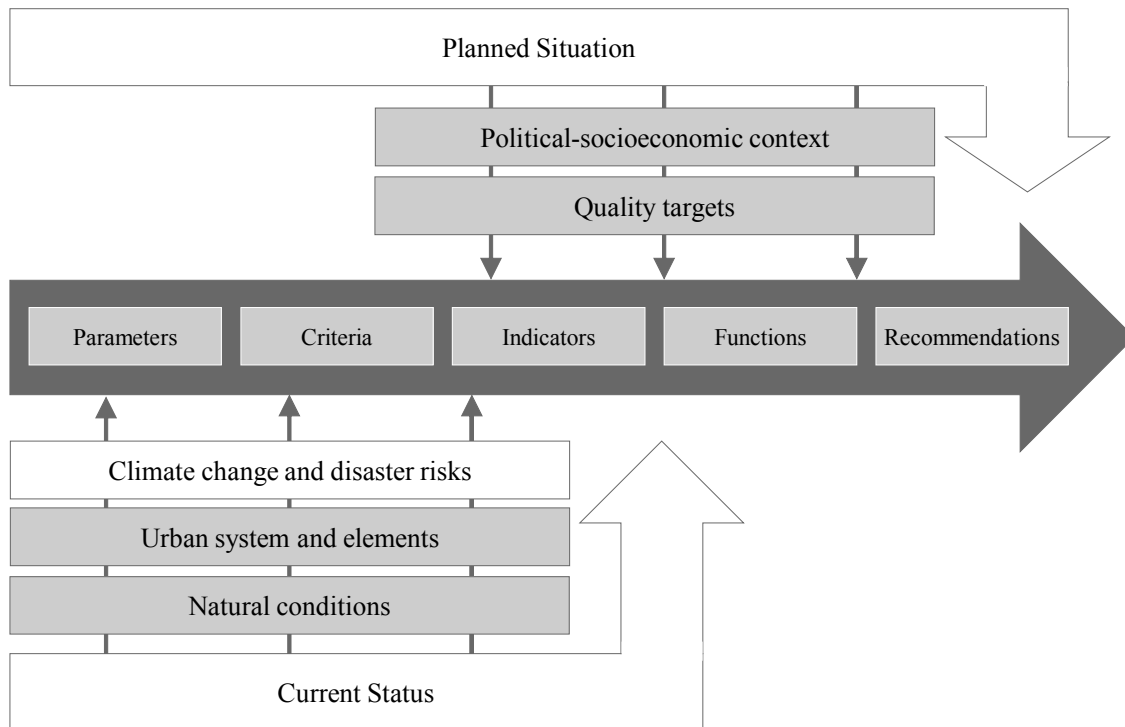 Planned Situation
Political-socioeconomic context
Quality targets
Parameters
Criteria
Indicators
Functions
Recommendations
Climate change and disaster risks
Urban system and elements
Natural conditions
Current Status